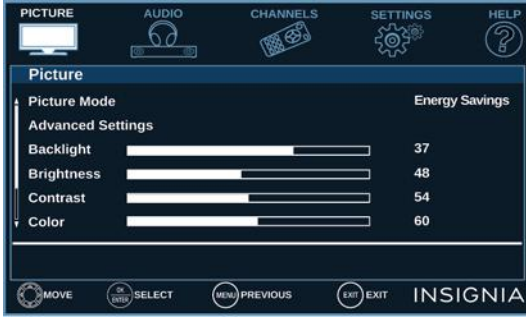 PICTURE AUDIO CHANNELS SETTINGS HELP
Picture
Picture Mode Energy Savings
Advanced Settings
Backlight 37
Brightness 48
Contrast 54
Color 60
MOVE OK ENTER SELECT MENU PREVIOUS EXIT EXIT INSIGNIA